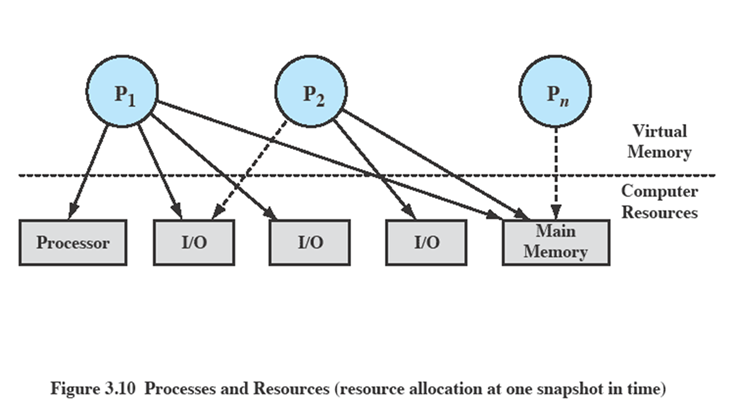 P1
P2
Pn
Virtual
Memory
Computer
Resources
Processor
I/O
I/O
I/O
Main
Memory
Figure 3.10 Processes and Resources (resource allocation at one snapshot in time)